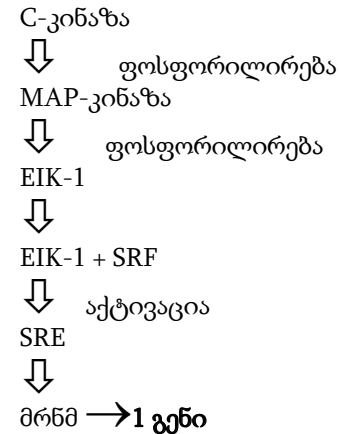 C-კინაზა
ფოსფორილირება
MAP-კინაზა
ფოსფორილირება
EIK-1
EIK-1 + SRF
აქტივაცია
SRE
მრნმ → 1 გენი